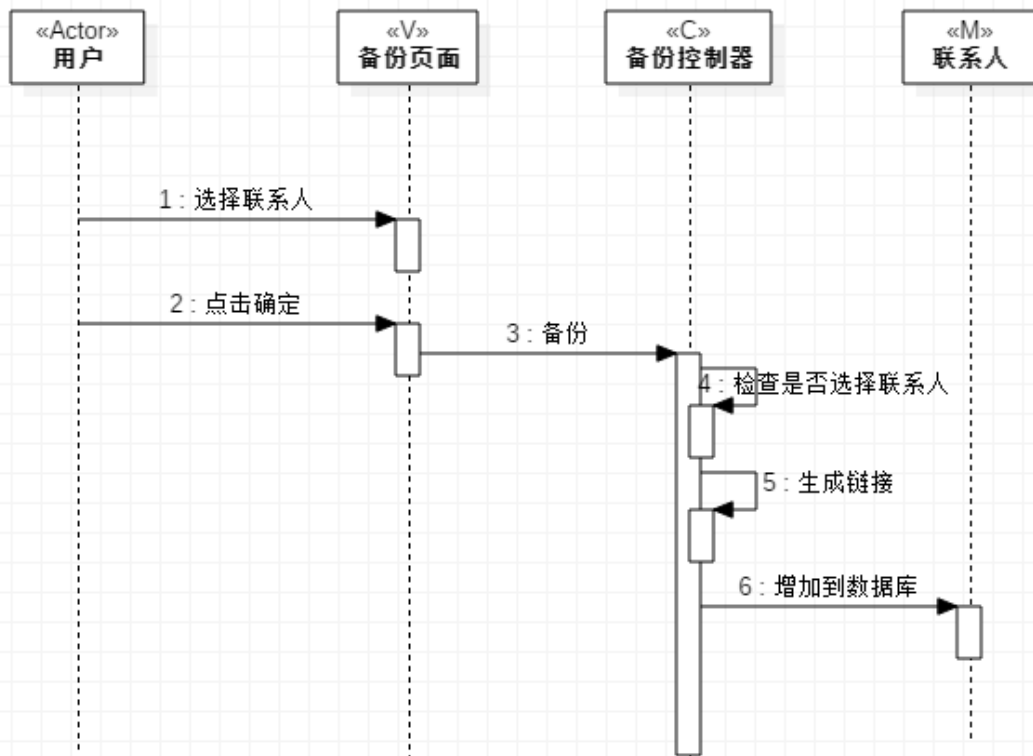 «Actor»
用户
«V»
备份页面
«C»
备份控制器
«M»
联系人
1 : 选择联系人
2 : 点击确定
3 : 备份
4 : 检查是否选择联系人
5 : 生成链接
6 : 增加到数据库